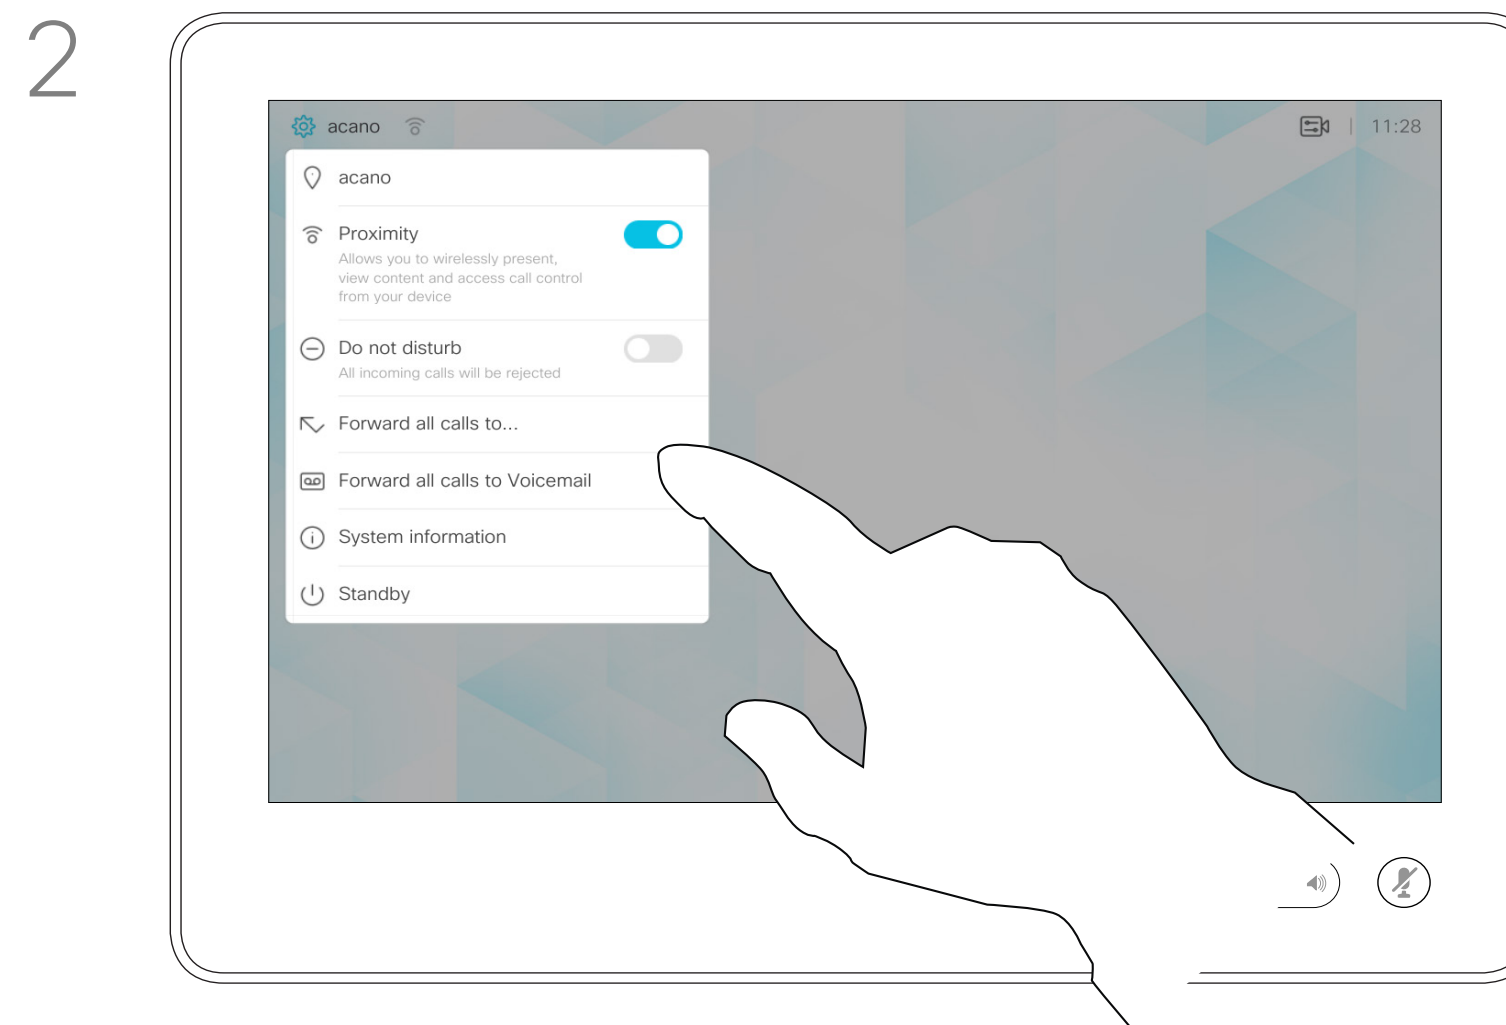 2
acano
11:28
acano
Proximity
Allows you to wirelessly present,
view content and access call control
from your device
Do not disturb
All incoming calls will be rejected
Forward all calls to...
Forward all calls to Voicemail
System information
Standby